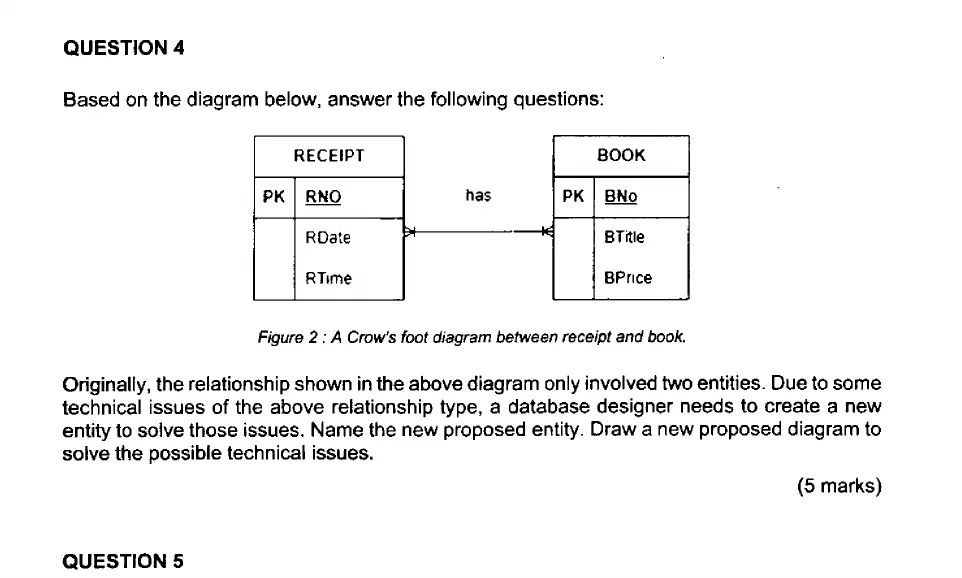 QUESTION 4
Based on the diagram below, answer the following questions:
RECEIPT
BOOK
PK RNO
has
PK BNo
RDate
BTitle
RTime
BPrice
Figure 2 : A Crow's foot diagram between receipt and book.
Originally, the relationship shown in the above diagram only involved two entities. Due to some
technical issues of the above relationship type, a database designer needs to create a new
entity to solve those issues. Name the new proposed entity. Draw a new proposed diagram to
solve the possible technical issues.
(5 marks)
QUESTION 5